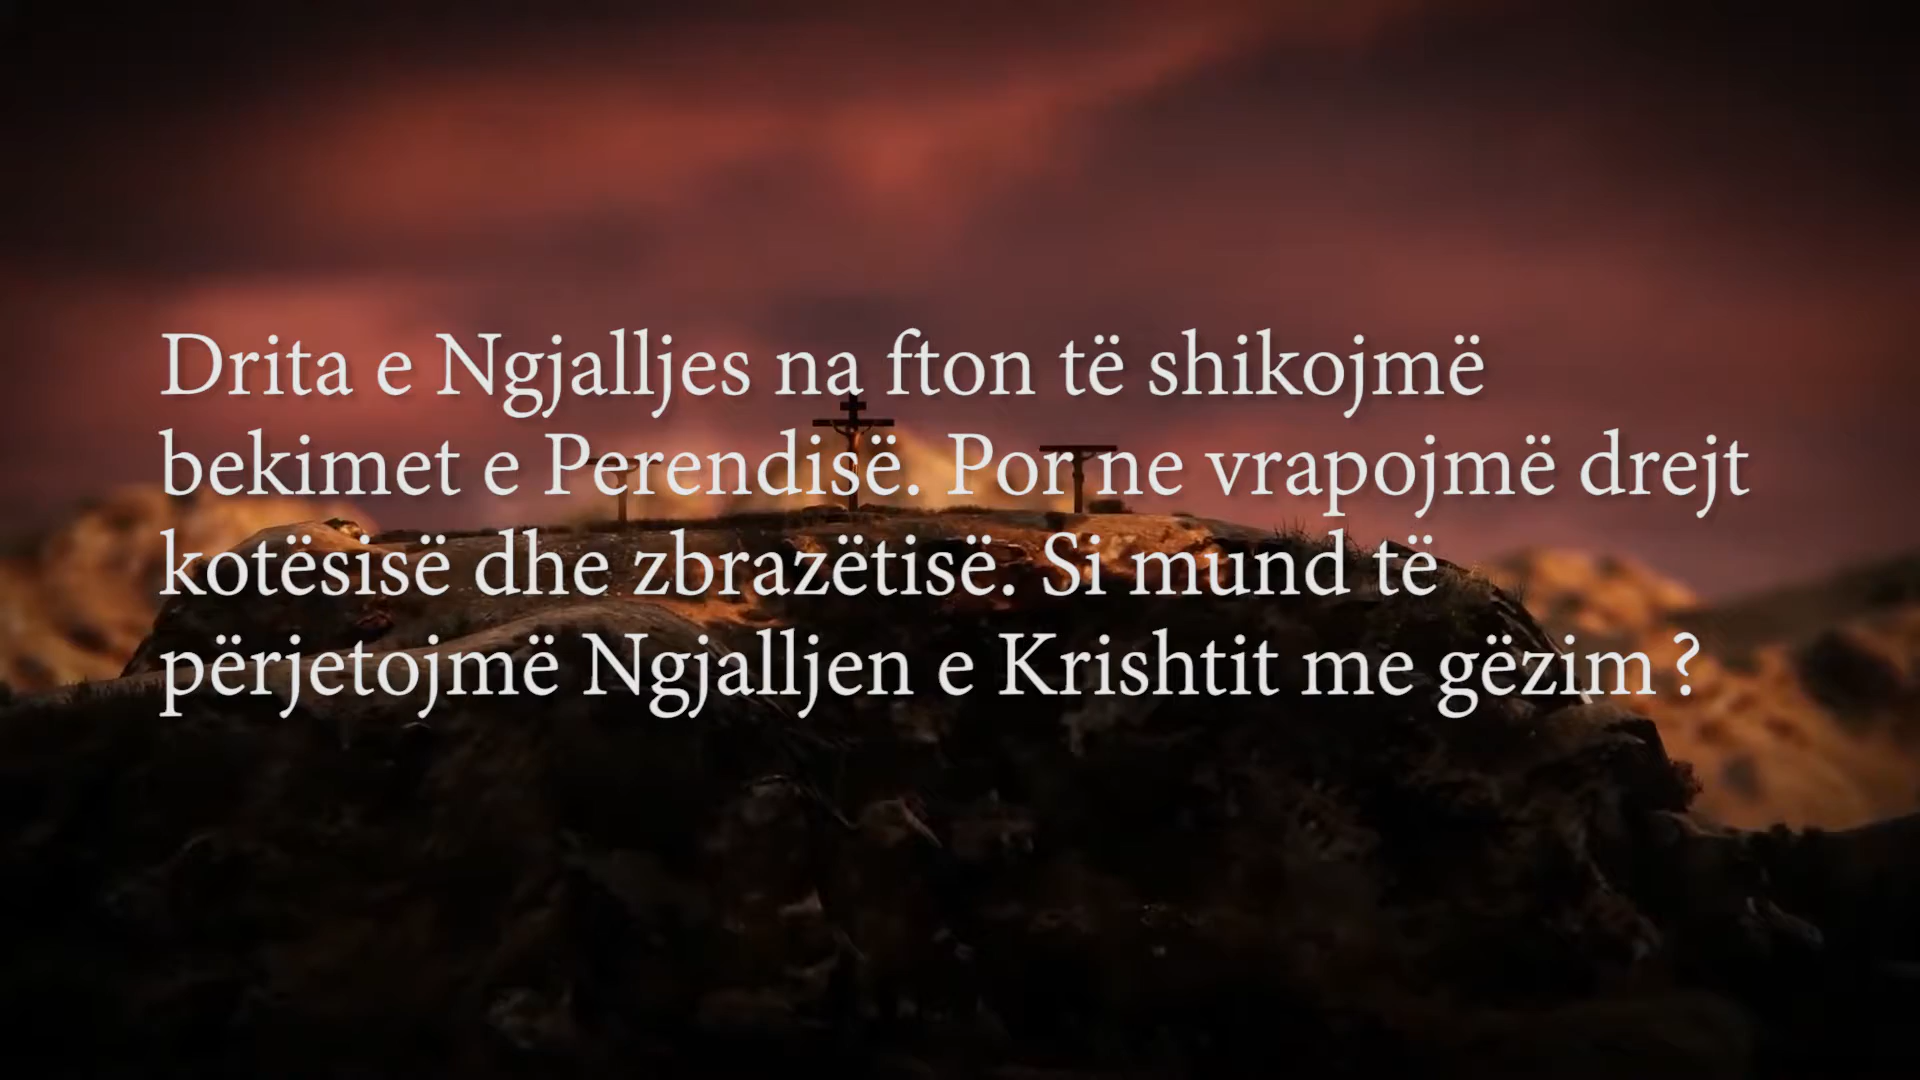 Drita e Ngjalljes na fton të shikojmë
bekimet e Perendisë. Por ne vrapojmë drejt
kotësisë dhe zbrazëtisë. Si mund të
përjetojmë Ngjalljen e Krishtit me gëzim ?